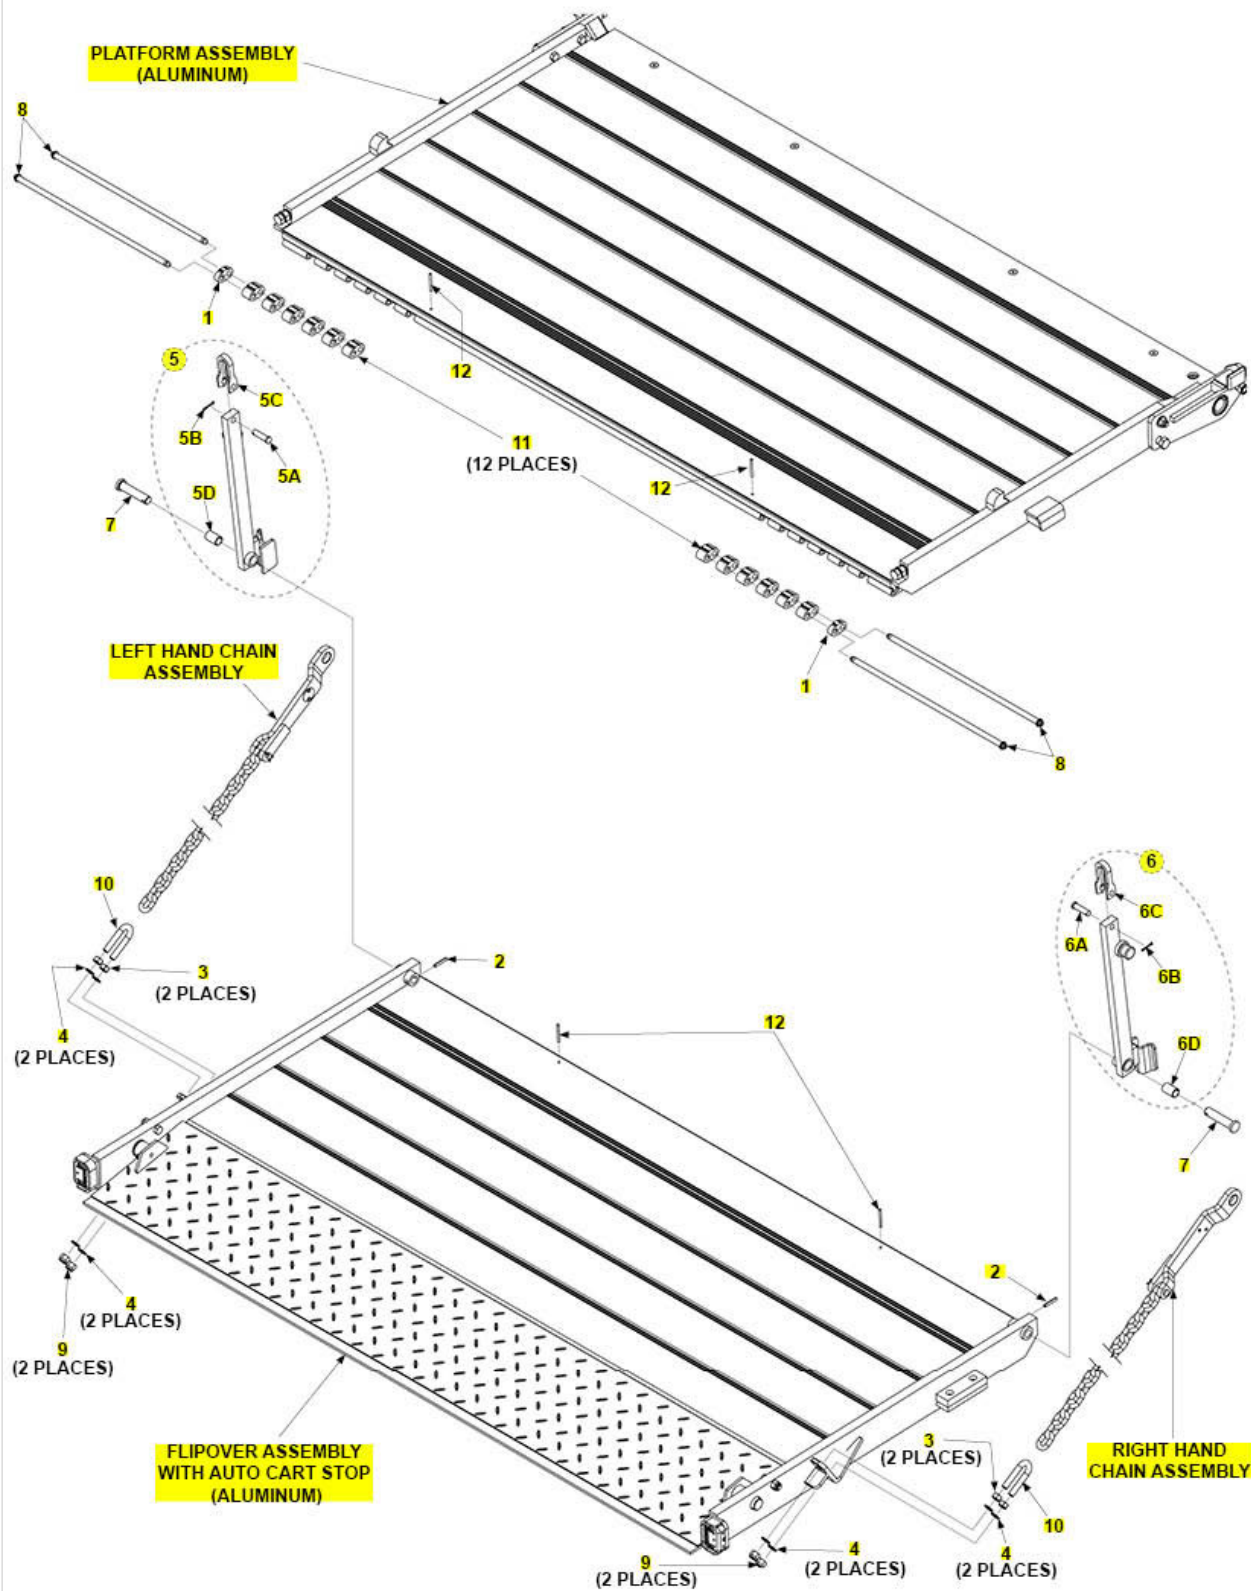 PLATFORM ASSEMBLY
(ALUMINUM)
8
1
12
5
5C
5B
5A
5D
7
11
(12 PLACES)
12
1
8
LEFT HAND CHAIN
ASSEMBLY
10
3
(2 PLACES)
4
(2 PLACES)
2
12
6
6C
6A
6B
6D
7
2
4
(2 PLACES)
9
(2 PLACES)
FLIPOVER ASSEMBLY
WITH AUTO CART STOP
(ALUMINUM)
3
(2 PLACES)
RIGHT HAND
CHAIN ASSEMBLY
10
4
(2 PLACES)
4
(2 PLACES)
9
(2 PLACES)